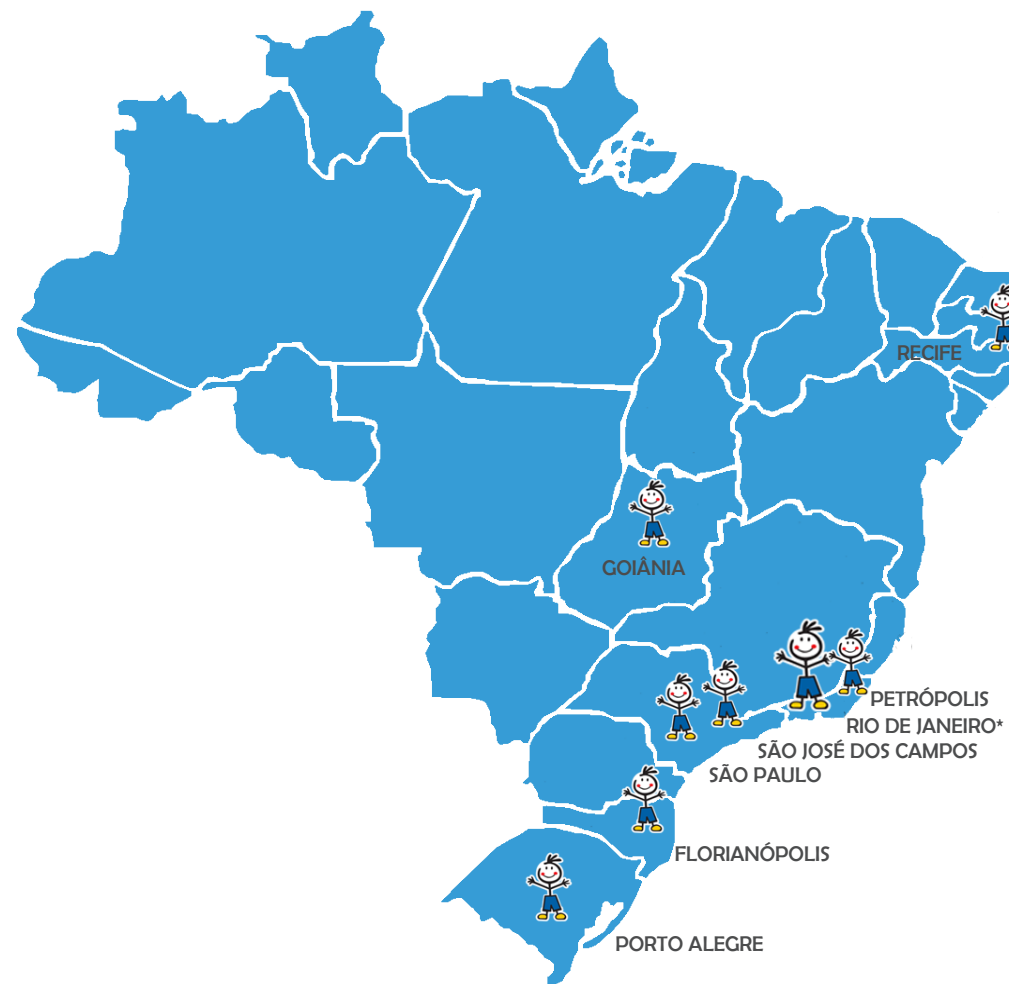 RECIFE
GOIÂNIA
PETRÓPOLIS
RIO DE JANEIRO*
SÃO JOSÉ DOS CAMPOS
SÃO PAULO
FLORIANÓPOLIS
PORTO ALEGRE